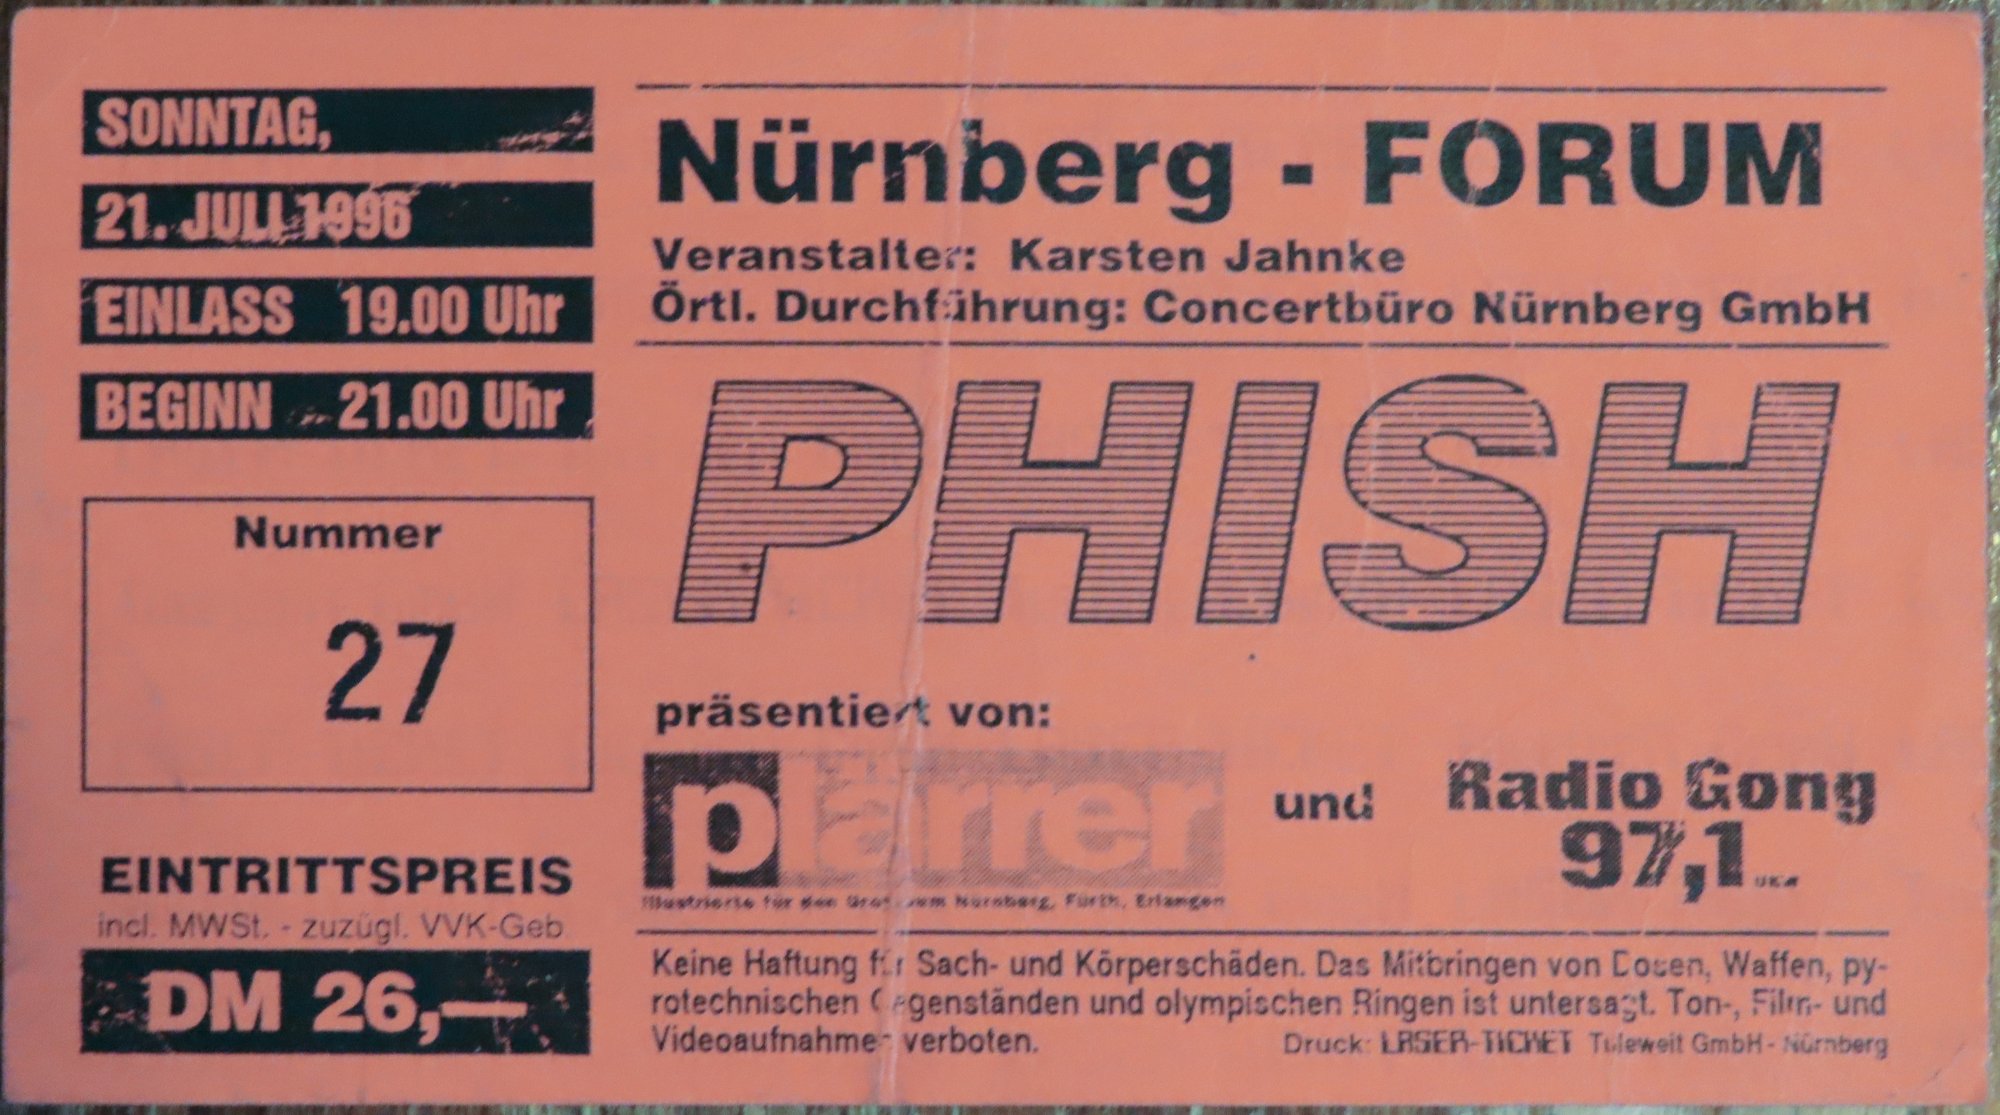 SONNTAG,
21. JULI 1996
EINLASS 19.00 Uhr
BEGINN 21.00 Uhr
Nummer
27
EINTRITTSPREIS
incl. MWSt. - zuzügl. VVK-Geb
DM 26,—
Nürnberg - FORUM
Veranstalter: Karsten Jahnke
Örtl. Durchführung: Concertbüro Nürnberg GmbH
PHISH
präsentiert von:
plärrer
Illustrierte für den Großraum Nürnberg, Fürth, Erlangen
und
Radio Gong
97,1
UKW
Keine Haftung für Sach- und Körperschäden. Das Mitbringen von Dosen, Waffen, py-
rotechnischen Gegenständen und olympischen Ringen ist untersagt. Ton-, Film- und
Videoaufnahmen verboten.
Druck: LASER-TICKET GmbH - Nürnberg